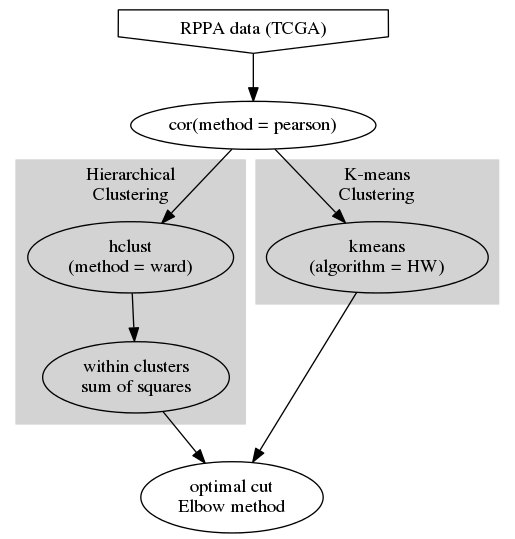 RPPA data (TCGA)
cor(method = pearson)
Hierarchical
Clustering
K-means
Clustering
hclust
(method = ward)
kmeans
(algorithm = HW)
within clusters
sum of squares
optimal cut
Elbow method